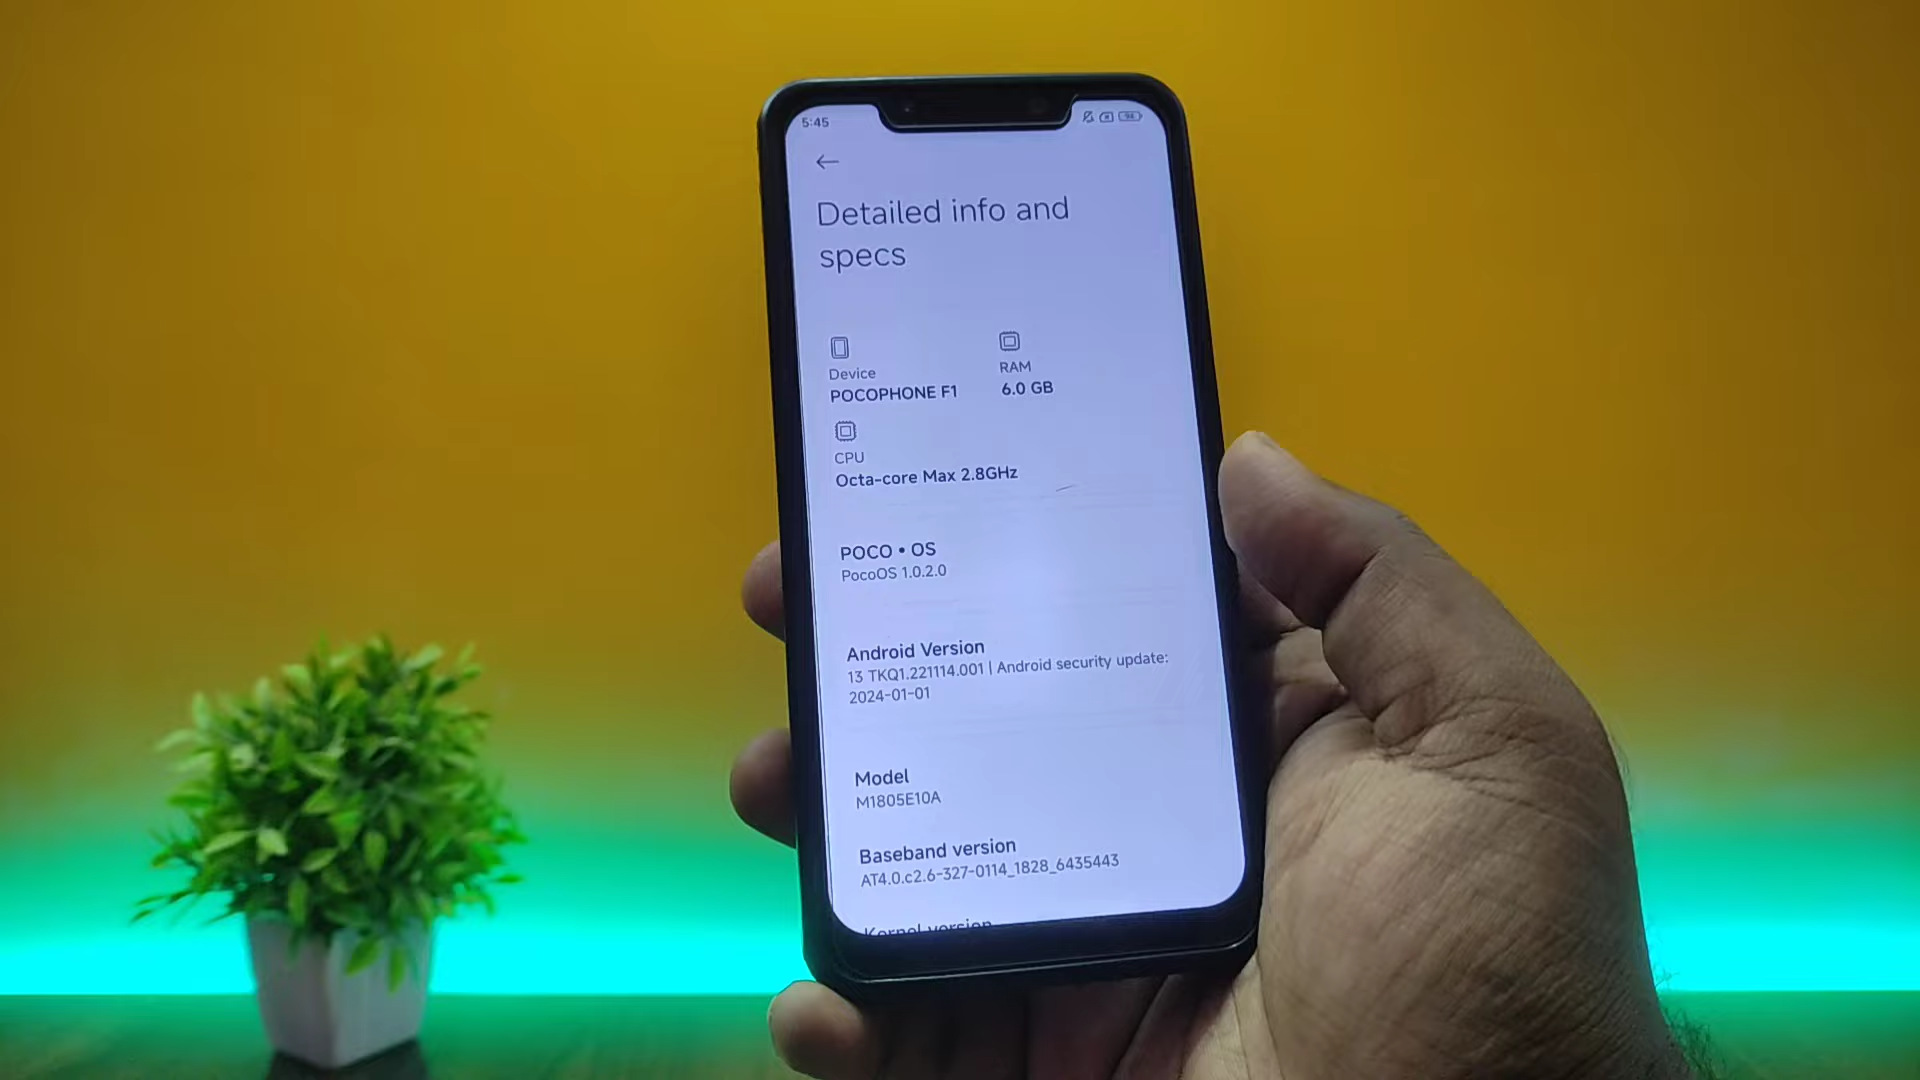 5:45
Detailed info and
specs
Device
POCOPHONE F1
RAM
6.0 GB
CPU
Octa-core Max 2.8GHz
POCO • OS
PocoOS 1.0.2.0
Android Version
13 TKQ1.221114.001 | Android security update:
2024-01-01
Model
M1805E10A
Baseband version
AT4.0.c2.6-327-0114_1828_6435443
Kernel version